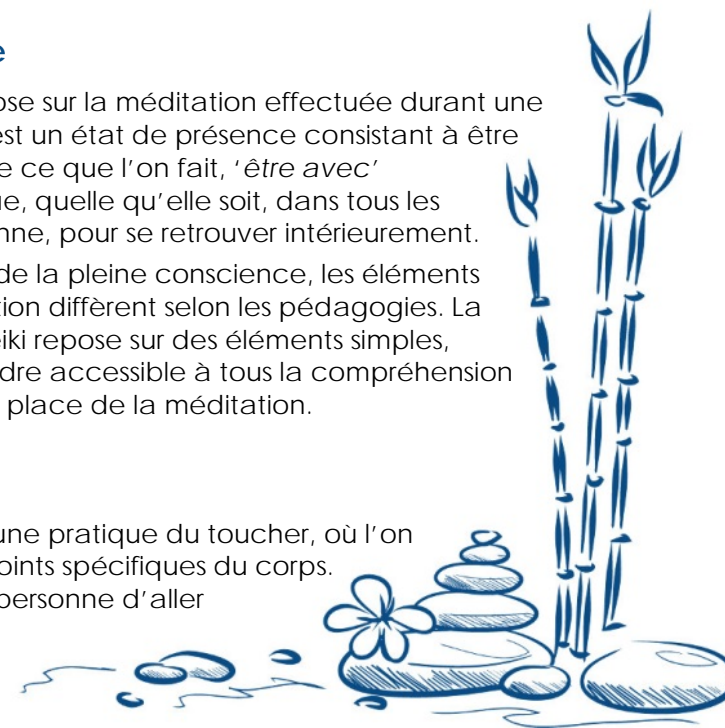 e
ose sur la méditation effectuée durant une
est un état de présence consistant à être
e ce que l'on fait, 'être avec'
ue, quelle qu'elle soit, dans tous les
nne, pour se retrouver intérieurement.
de la pleine conscience, les éléments
tion diffèrent selon les pédagogies. La
eiki repose sur des éléments simples,
dre accessible à tous la compréhension
place de la méditation.
une pratique du toucher, où l'on
oints spécifiques du corps.
personne d'aller